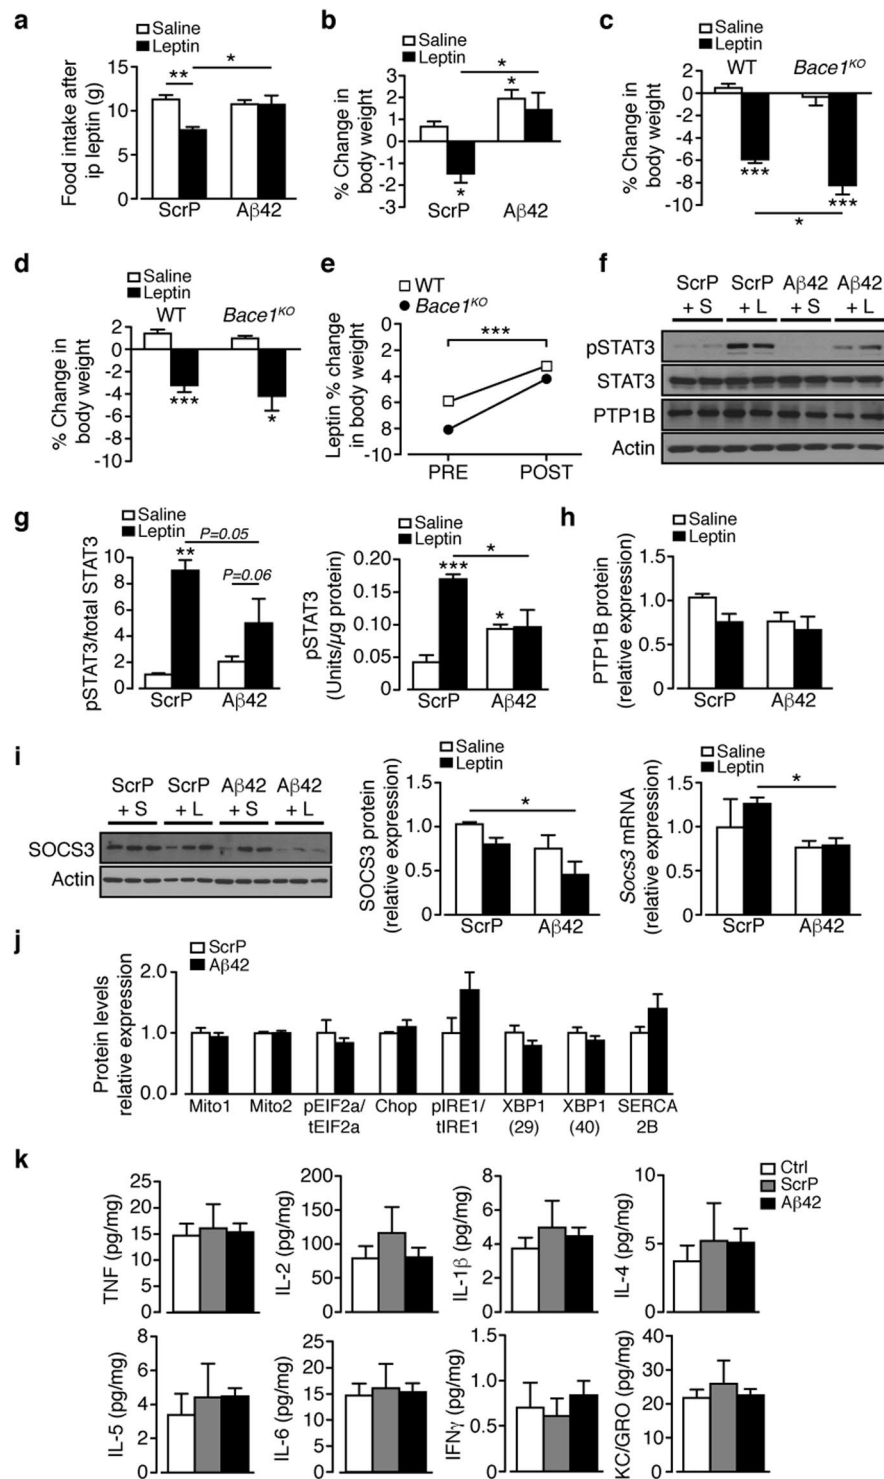 a
Saline
Leptin
Food intake after
ip leptin (g)
15
10
5
0
**
*
ScrP
Aβ42
b
Saline
Leptin
% Change in
body weight
3
2
1
0
-1
-2
-3
*
*
*
ScrP
Aβ42
c
Saline
Leptin
WT
Bace1KO
% Change in
body weight
2
0
-2
-4
-6
-8
-10
***
***
*
d
Saline
Leptin
WT
Bace1KO
% Change in
body weight
2
0
-2
-4
-6
-8
-10
***
*
e
WT
Bace1KO
Leptin % change
in body weight
0
2
4
6
8
10
***
PRE
POST
f
ScrP ScrP Aβ42 Aβ42
+ S + L + S + L
pSTAT3
STAT3
PTP1B
Actin
g
Saline
Leptin
pSTAT3/total STAT3
10
8
6
4
2
0
P=0.05
**
P=0.06
ScrP
Aβ42
Saline
Leptin
pSTAT3
(Units/µg protein)
0.20
0.15
0.10
0.05
0
***
*
*
ScrP
Aβ42
h
Saline
Leptin
PTP1B protein
(relative expression)
1.5
1.0
0.5
0
ScrP
Aβ42
i
ScrP ScrP Aβ42 Aβ42
+ S + L + S + L
SOCS3
Actin
Saline
Leptin
SOCS3 protein
(relative expression)
1.5
1.0
0.5
0
*
ScrP
Aβ42
Saline
Leptin
Socs3 mRNA
(relative expression)
1.5
1.0
0.5
0
*
ScrP
Aβ42
j
ScrP
Aβ42
Protein levels
relative expression
2.0
1.0
0.0
Mito1 Mito2 pEIF2a/ Chop pIRE1/ XBP1 XBP1 SERCA
tEIF2a tIRE1 (29) (40) 2B
k
Ctrl
ScrP
Aβ42
TNF (pg/mg)
25
20
15
10
5
0
IL-2 (pg/mg)
200
150
100
50
0
IL-1β (pg/mg)
8
6
4
2
0
IL-4 (pg/mg)
10
5
0
IL-5 (pg/mg)
8
6
4
2
0
IL-6 (pg/mg)
25
20
15
10
5
0
IFNγ (pg/mg)
1.5
1.0
0.5
0
KC/GRO (pg/mg)
40
30
20
10
0